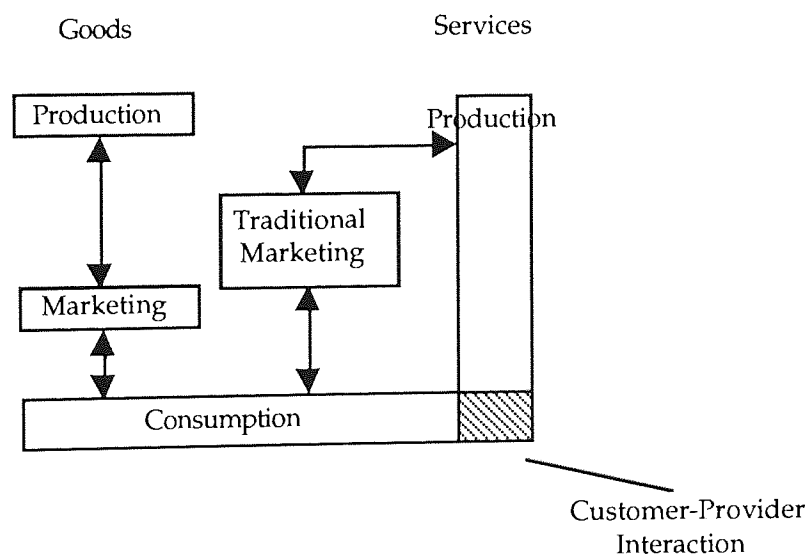 Goods
Services
Production
Production
Traditional
Marketing
Marketing
Consumption
Customer-Provider
Interaction